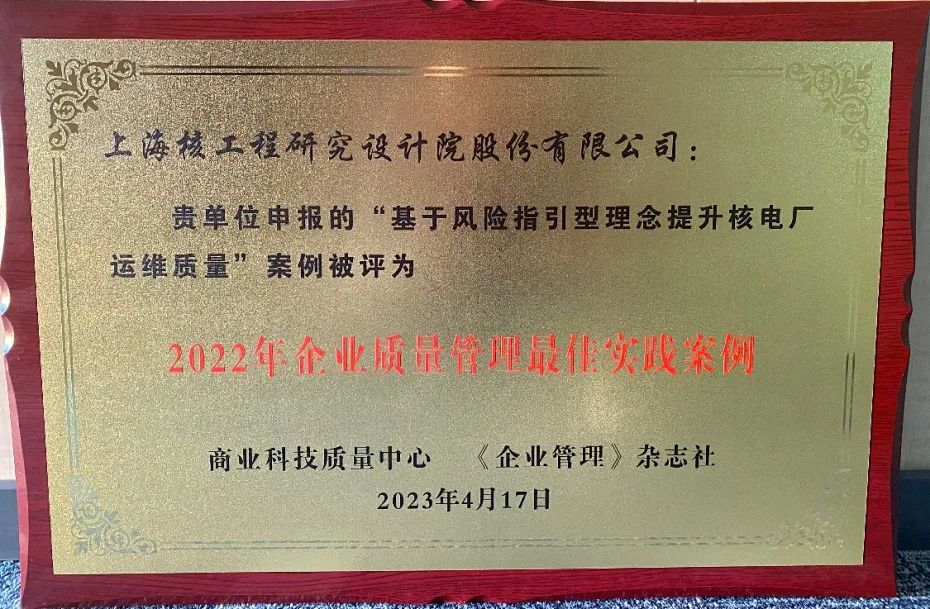 上海核工程研究设计院股份有限公司：
贵单位申报的“基于风险指引型理念提升核电厂
运维质量”案例被评为
2022年企业质量管理最佳实践案例
商业科技质量中心 《企业管理》杂志社
2023年4月17日